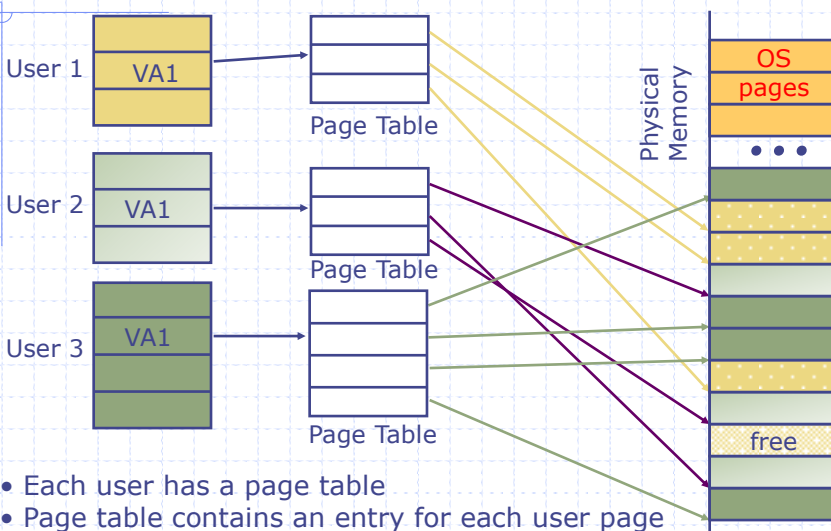 User 1
VA1
Page Table
Physical
Memory
OS
pages
• • •
User 2
VA1
Page Table
User 3
VA1
Page Table
free
• Each user has a page table
• Page table contains an entry for each user page